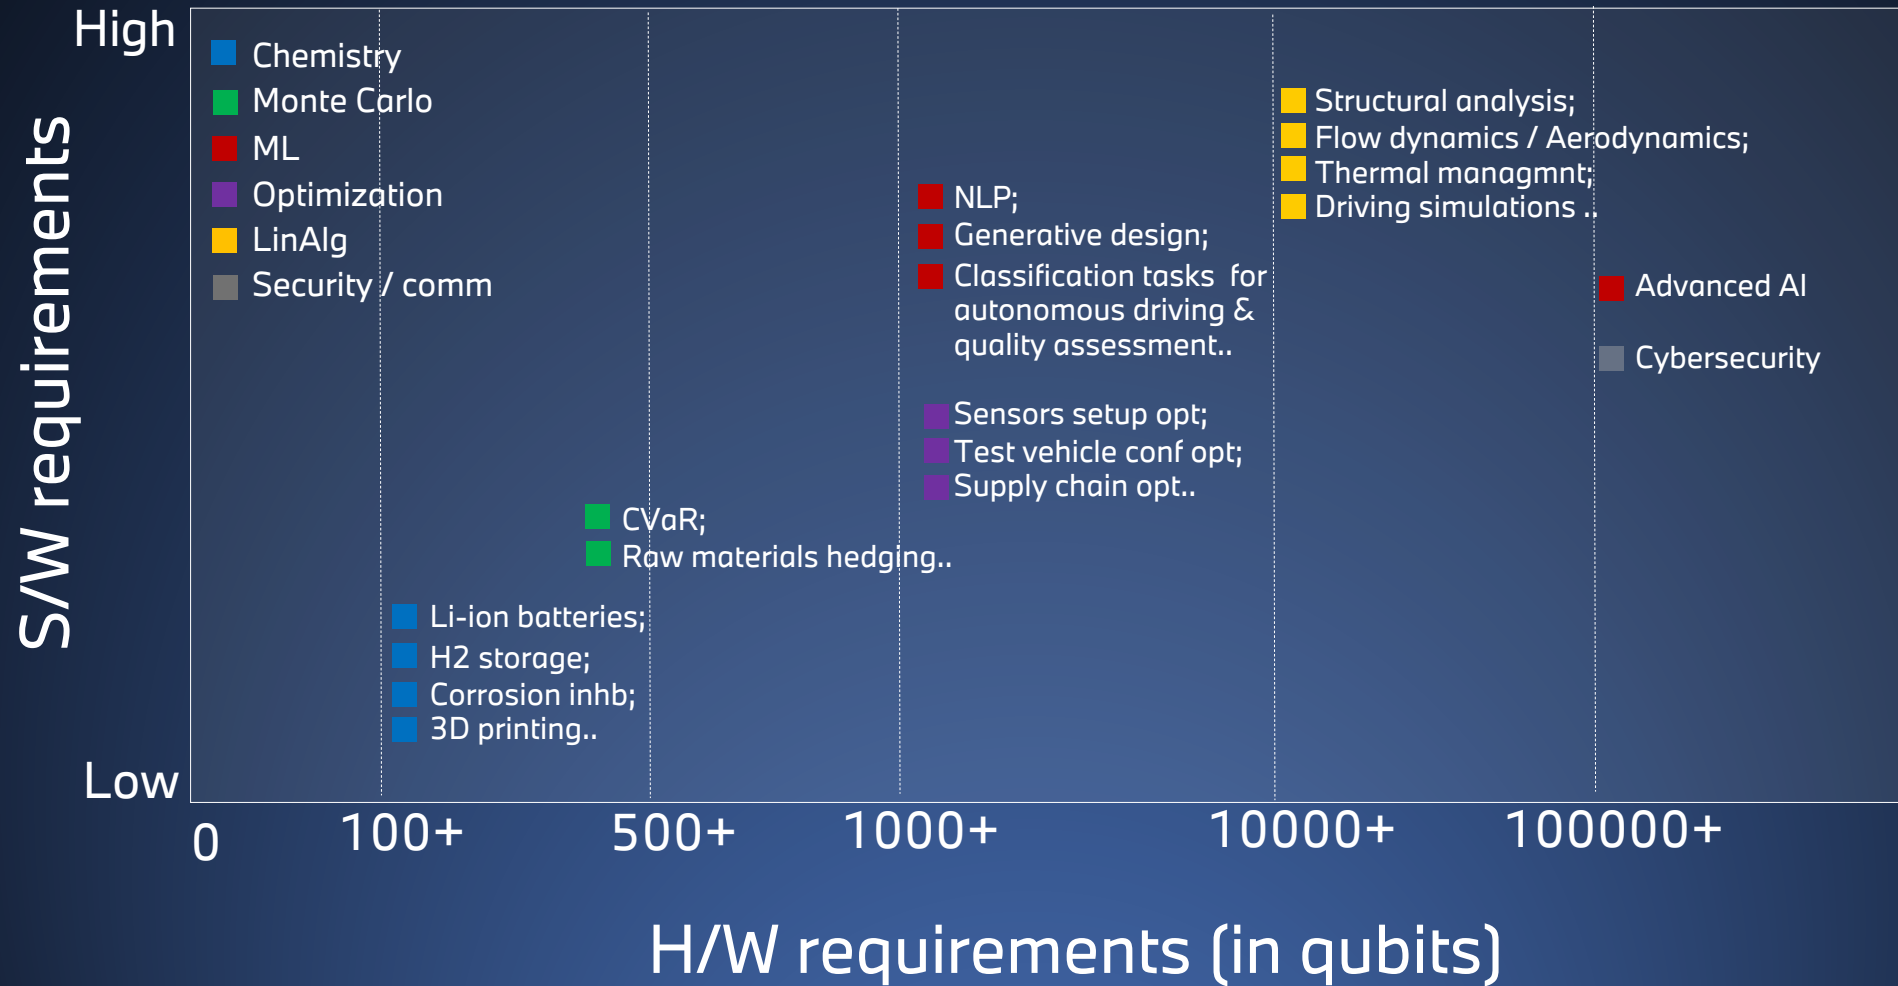 High
Chemistry
Monte Carlo
ML
Optimization
LinAlg
Security / comm
S/W requirements
Structural analysis;
Flow dynamics / Aerodynamics;
Thermal managmnt;
Driving simulations ..
NLP;
Generative design;
Classification tasks for
autonomous driving &
quality assessment..
Advanced AI
Cybersecurity
Sensors setup opt;
Test vehicle conf opt;
Supply chain opt..
CVaR;
Raw materials hedging..
Li-ion batteries;
H2 storage;
Corrosion inhb;
3D printing..
Low
0 100+ 500+ 1000+ 10000+ 100000+
H/W requirements (in qubits)